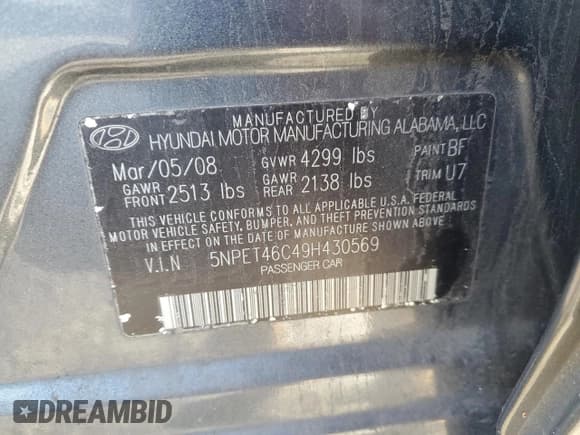 MANUFACTURED BY
HYUNDAI MOTOR MANUFACTURING ALABAMA, LLC
Mar/05/08 GVWR 4299 lbs PAINT BF
GAWR FRONT 2513 lbs GAWR REAR 2138 lbs TRIM U7
THIS VEHICLE CONFORMS TO ALL APPLICABLE U.S.A. FEDERAL
MOTOR VEHICLE SAFETY, BUMPER, AND THEFT PREVENTION
STANDARDS IN EFFECT ON THE DATE OF MANUFACTURE SHOWN ABOVE.
V.I.N 5NPET46C49H430569
PASSENGER CAR
DREAMBID